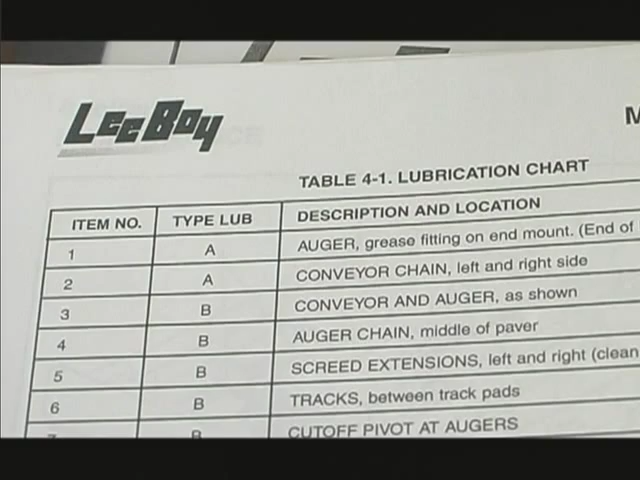 LeeBoy
M
TABLE 4-1. LUBRICATION CHART
ITEM NO. TYPE LUB DESCRIPTION AND LOCATION
1 A AUGER, grease fitting on end mount. (End of
2 A CONVEYOR CHAIN, left and right side
3 B CONVEYOR AND AUGER, as shown
4 B AUGER CHAIN, middle of paver
5 B SCREED EXTENSIONS, left and right (clean
6 B TRACKS, between track pads
7 B CUTOFF PIVOT AT AUGERS